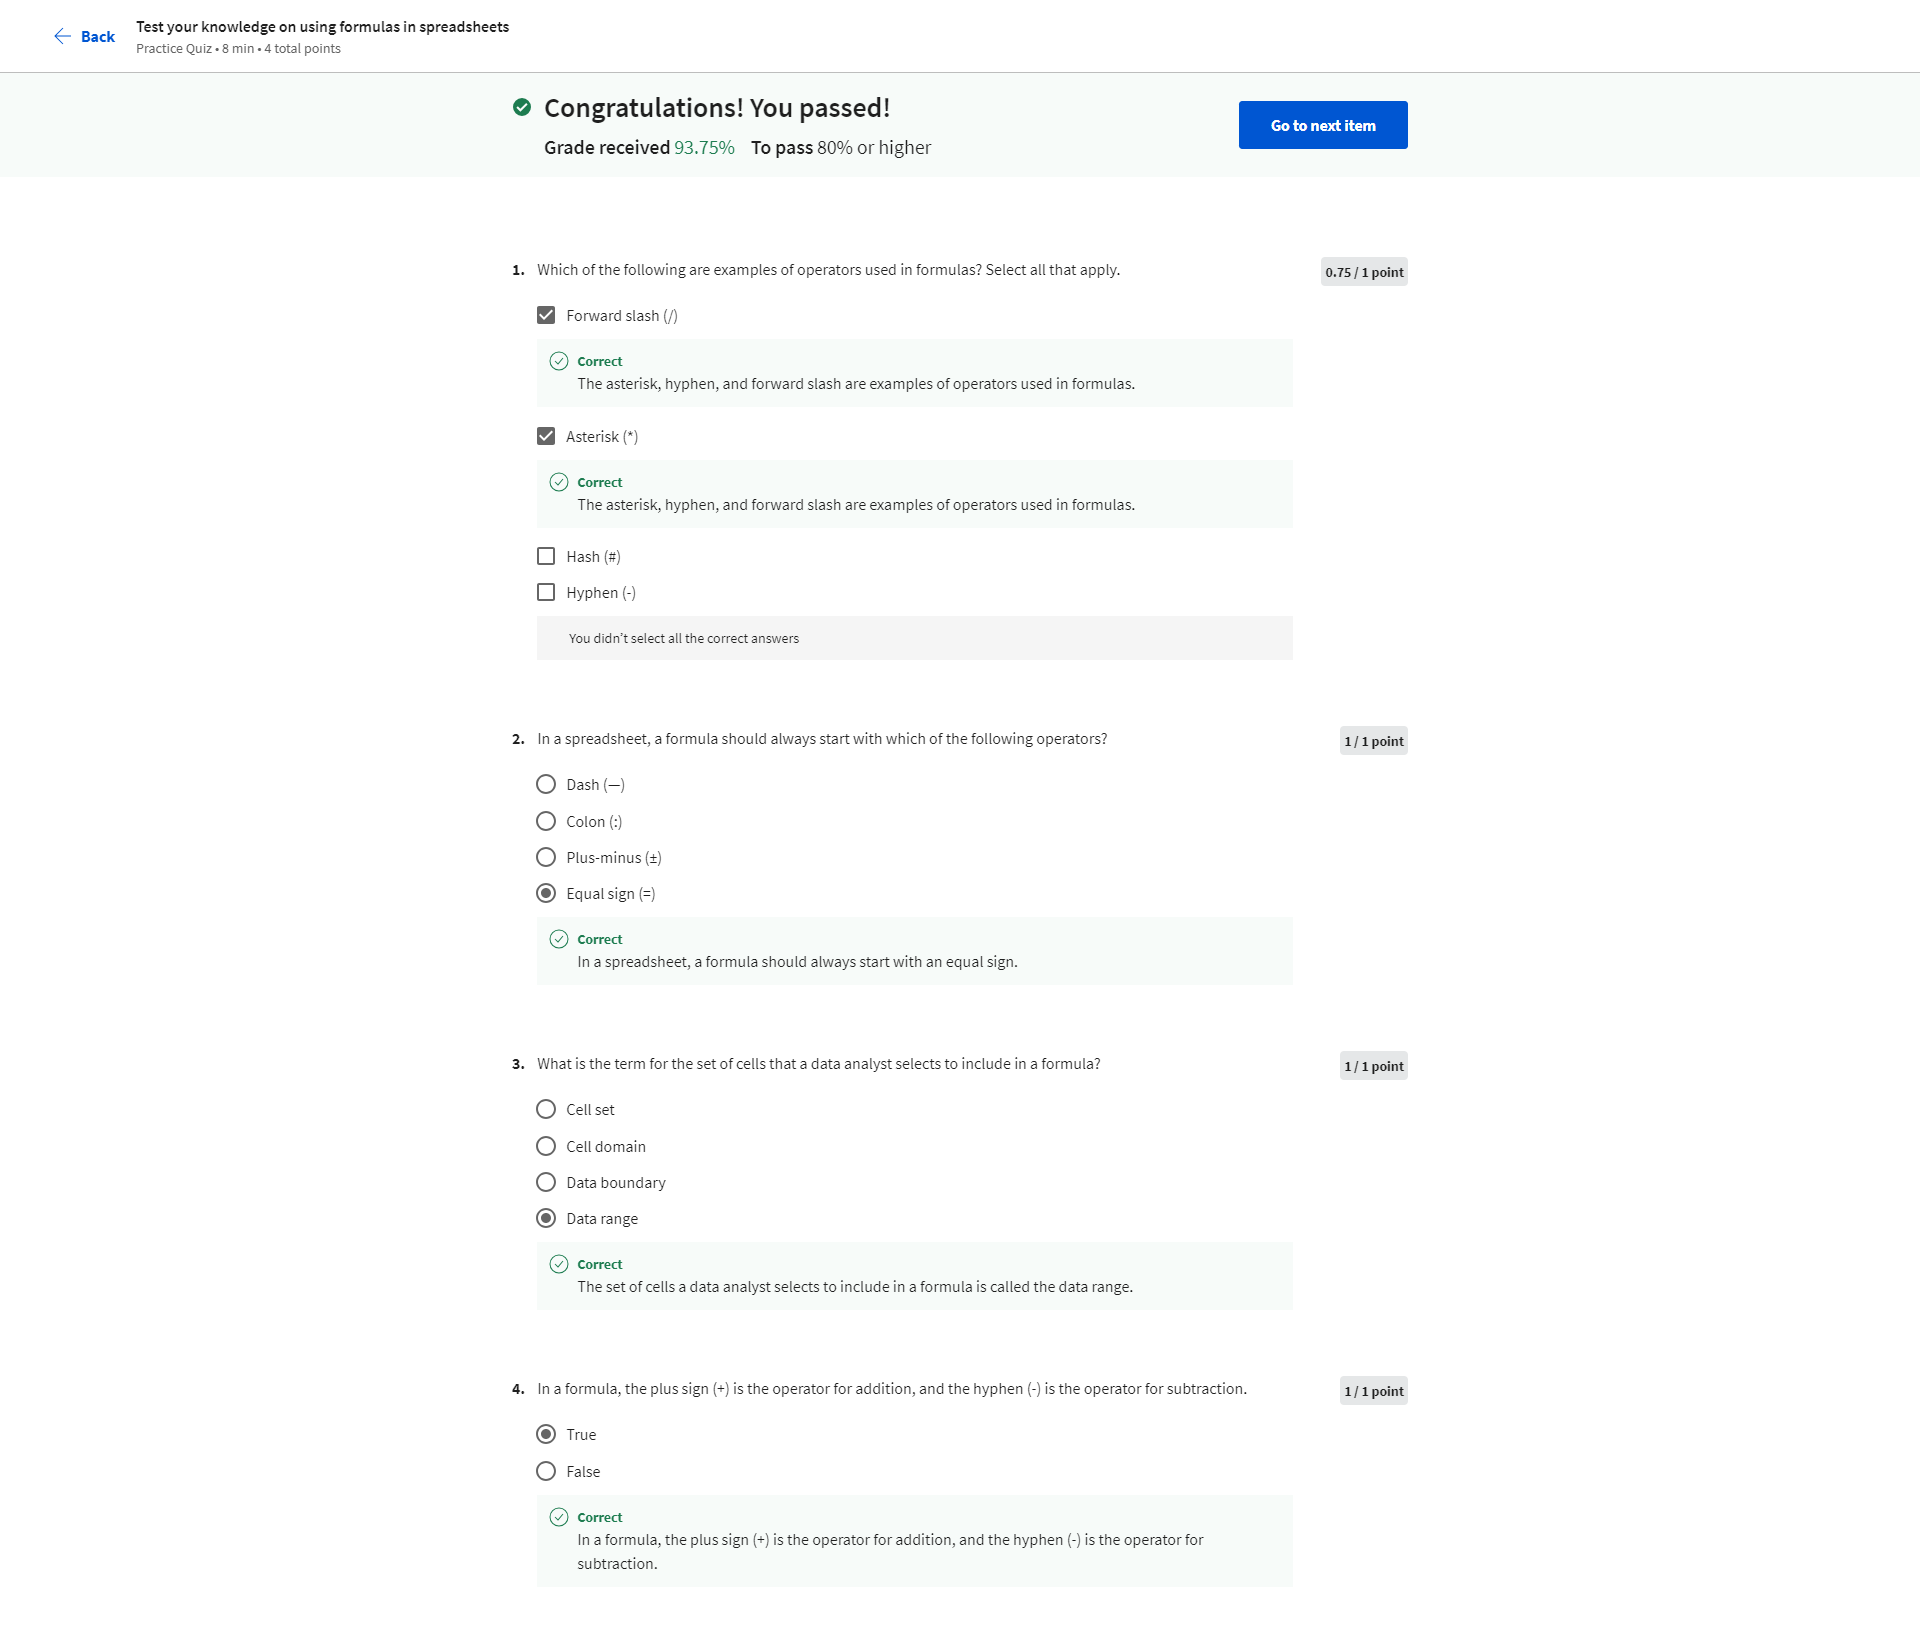 Back
Test your knowledge on using formulas in spreadsheets
Practice Quiz • 8 min • 4 total points
Congratulations! You passed!
Grade received 93.75% To pass 80% or higher
Go to next item
1. Which of the following are examples of operators used in formulas? Select all that apply.
0.75 / 1 point
Forward slash (/)
Correct
The asterisk, hyphen, and forward slash are examples of operators used in formulas.
Asterisk (*)
Correct
The asterisk, hyphen, and forward slash are examples of operators used in formulas.
Hash (#)
Hyphen (-)
You didn’t select all the correct answers
2. In a spreadsheet, a formula should always start with which of the following operators?
1 / 1 point
Dash (—)
Colon (:)
Plus-minus (±)
Equal sign (=)
Correct
In a spreadsheet, a formula should always start with an equal sign.
3. What is the term for the set of cells that a data analyst selects to include in a formula?
1 / 1 point
Cell set
Cell domain
Data boundary
Data range
Correct
The set of cells a data analyst selects to include in a formula is called the data range.
4. In a formula, the plus sign (+) is the operator for addition, and the hyphen (-) is the operator for subtraction.
1 / 1 point
True
False
Correct
In a formula, the plus sign (+) is the operator for addition, and the hyphen (-) is the operator for
subtraction.